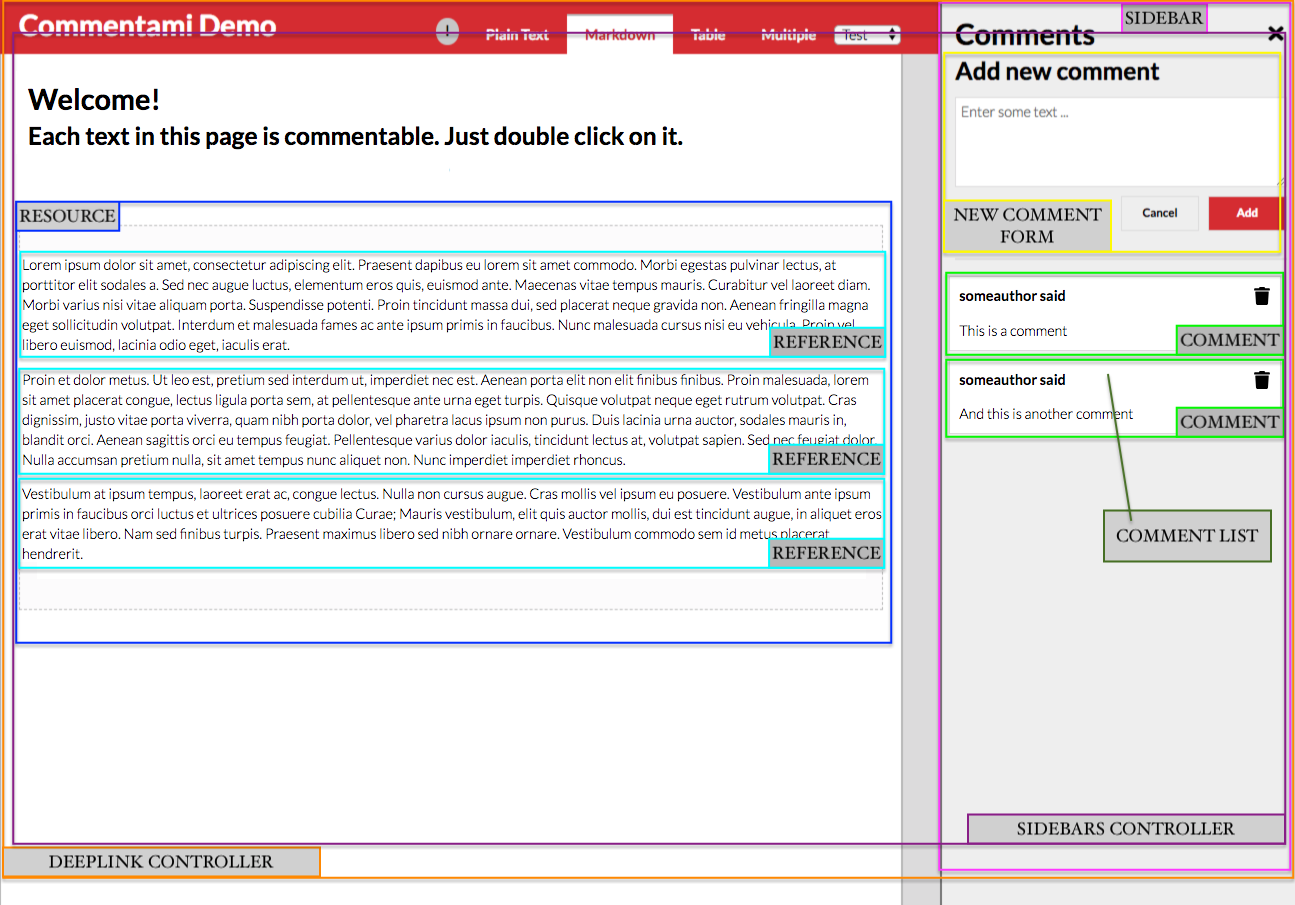 Commentami Demo
! Plain Text Markdown Table Multiple Test
SIDEBAR
Comments
Welcome!
Each text in this page is commentable. Just double click on it.
Add new comment
Enter some text ...
NEW COMMENT
FORM
Cancel Add
RESOURCE
Lorem ipsum dolor sit amet, consectetur adipiscing elit. Praesent dapibus eu lorem sit amet commodo. Morbi egestas pulvinar lectus, at
porttitor elit sodales a. Sed nec augue luctus, elementum eros quis, euismod ante. Maecenas vitae tempus mauris. Curabitur vel laoreet diam.
Morbi varius nisi vitae aliquam porta. Suspendisse potenti. Proin tincidunt massa dui, sed placerat neque gravida non. Aenean fringilla magna
eget sollicitudin volutpat. Interdum et malesuada fames ac ante ipsum primis in faucibus. Nunc malesuada cursus nisi eu vehicula. Proin vel
libero euismod, lacinia odio eget, iaculis erat.
REFERENCE
Proin et dolor metus. Ut leo est, pretium sed interdum ut, imperdiet nec est. Aenean porta elit non elit finibus finibus. Proin malesuada, lorem
sit amet placerat congue, lectus ligula porta sem, at pellentesque ante urna eget turpis. Quisque volutpat neque eget rutrum volutpat. Cras
dignissim, justo vitae porta viverra, quam nibh porta dolor, vel pharetra lacus ipsum non purus. Duis lacinia urna auctor, sodales mauris in,
blandit orci. Aenean sagittis orci eu tempus feugiat. Pellentesque varius dolor iaculis, tincidunt lectus at, volutpat sapien. Sed nec feugiat dolor.
Nulla accumsan pretium nulla, sit amet tempus nunc aliquet non. Nunc imperdiet imperdiet rhoncus.
REFERENCE
Vestibulum at ipsum tempus, laoreet erat ac, congue lectus. Nulla non cursus augue. Cras mollis vel ipsum eu posuere. Vestibulum ante ipsum
primis in faucibus orci luctus et ultrices posuere cubilia Curae; Mauris vestibulum, elit quis auctor mollis, dui est tincidunt augue, in aliquet eros
erat vitae libero. Nam sed finibus turpis. Praesent maximus libero sed nibh ornare ornare. Vestibulum commodo sem id metus placerat
hendrerit.
REFERENCE
someauthor said
This is a comment
COMMENT
someauthor said
And this is another comment
COMMENT
COMMENT LIST
SIDEBARS CONTROLLER
DEEPLINK CONTROLLER